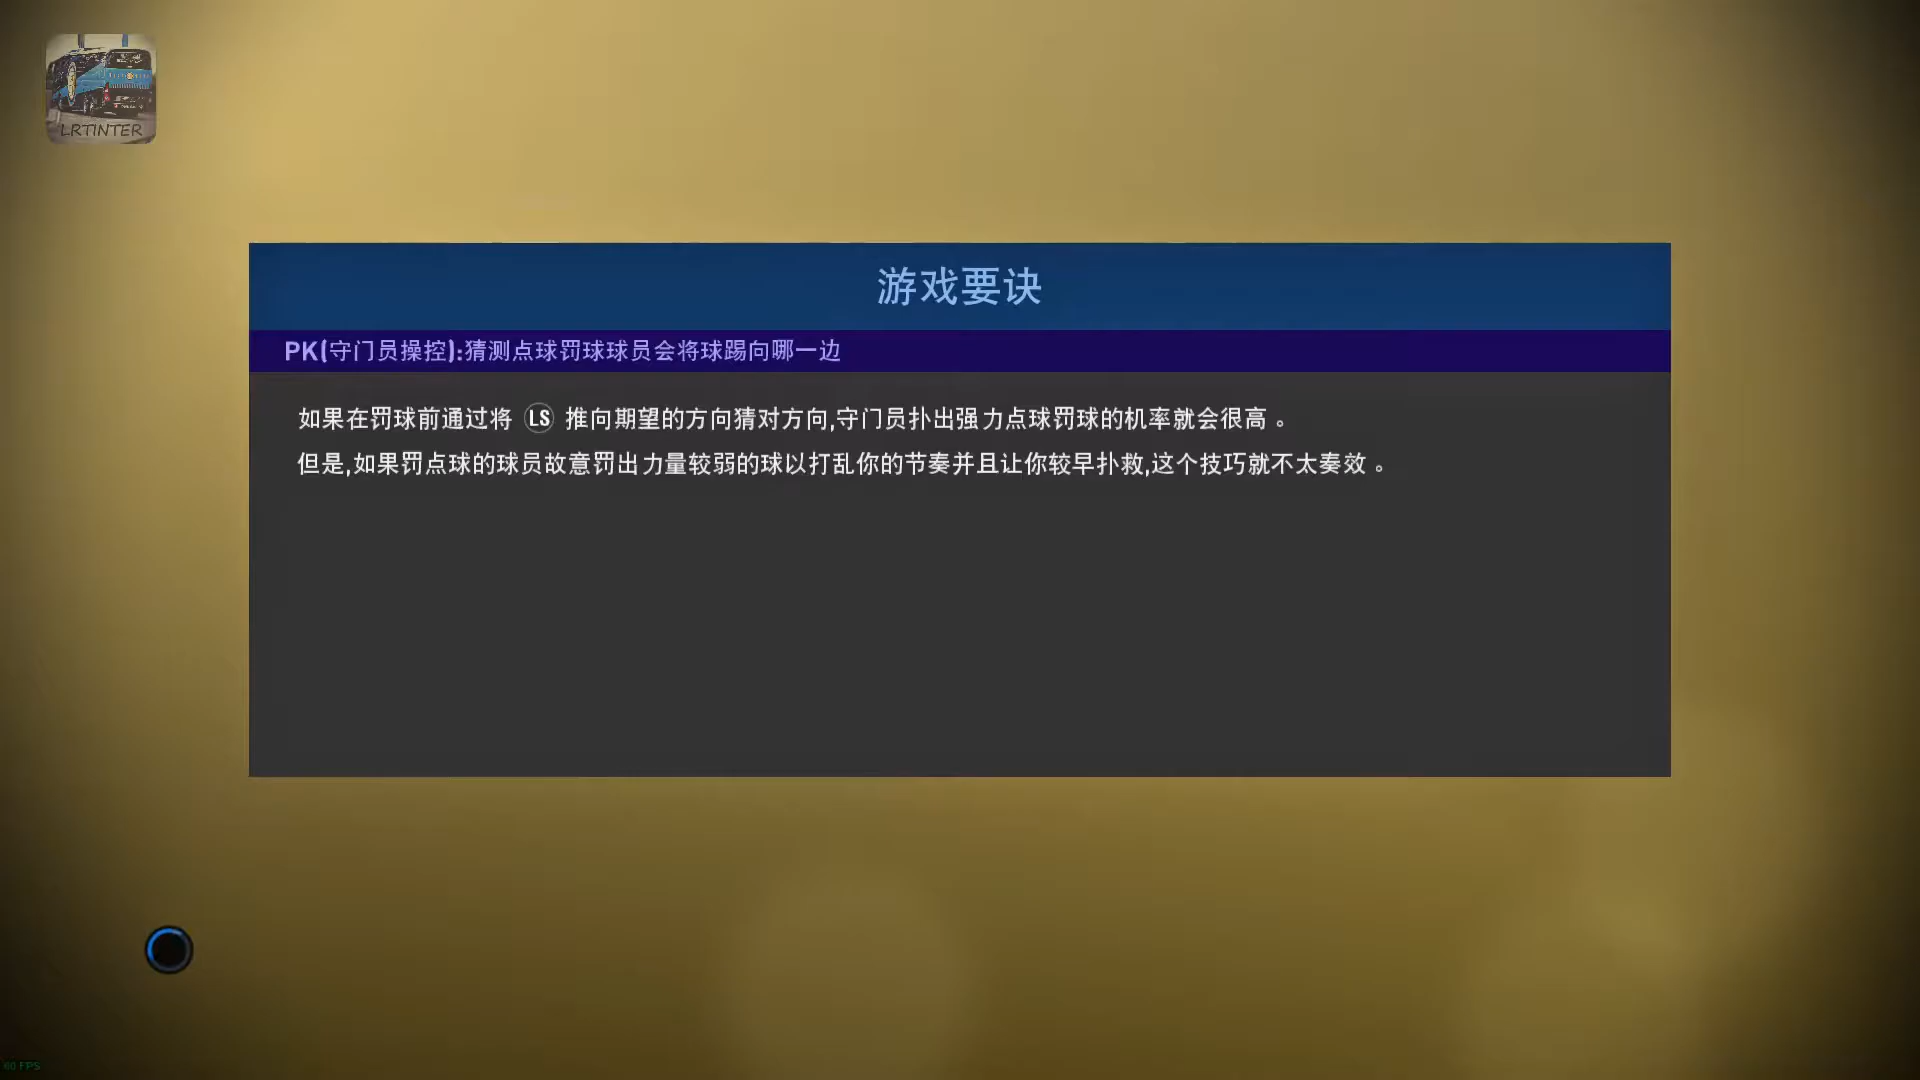 LRTINTER
游戏要诀
PK(守门员操控):猜测点球罚球球员会将球踢向哪一边
如果在罚球前通过将 LS 推向期望的方向猜对方向,守门员扑出强力点球罚球的机率就会很高。
但是,如果罚点球的球员故意罚出力量较弱的球以打乱你的节奏并且让你较早扑救,这个技巧就不太奏效。
60 FPS